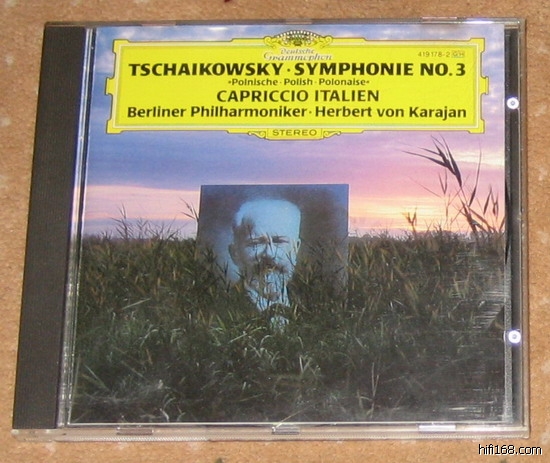 Deutsche
Grammophon
419 178-2 GH
TSCHAIKOWSKY · SYMPHONIE NO. 3
»Polnische · Polish · Polonaise«
CAPRICCIO ITALIEN
Berliner Philharmoniker · Herbert von Karajan
STEREO
hifi168.com